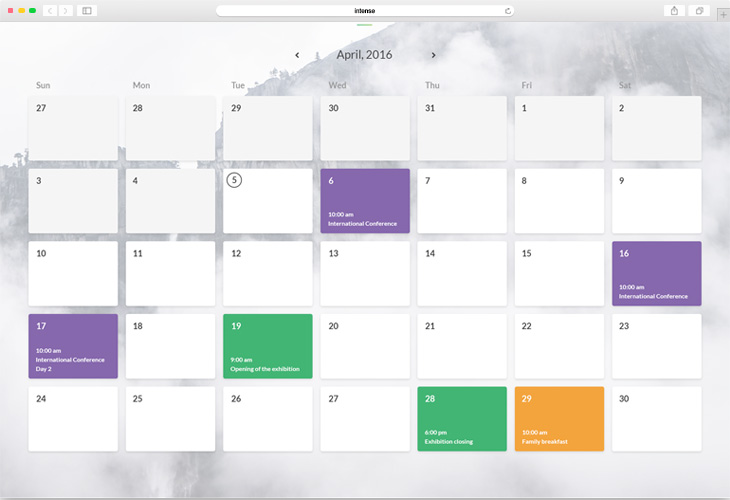 intense
April, 2016
Sun Mon Tue Wed Thu Fri Sat
27 28 29 30 31 1 2
3 4 5 6 7 8 9
10:00 am
International Conference
10 11 12 13 14 15 16
10:00 am
International Conference
17 18 19 20 21 22 23
10:00 am
International Conference
Day 2
9:00 am
Opening of the exhibition
24 25 26 27 28 29 30
6:00 pm
Exhibition closing
10:00 am
Family breakfast